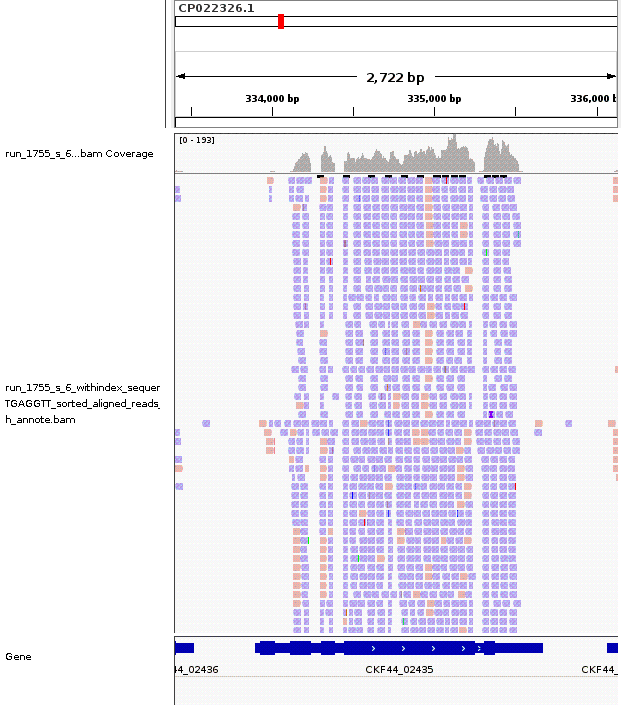 CP022326.1
2,722 bp
334,000 bp 335,000 bp 336,000 b
[0 - 193]
run_1755_s_6...bam Coverage
run_1755_s_6_withindex_sequer
TGAGGTT_sorted_aligned_reads_
h_annote.bam
Gene
44_02436 CKF44_02435 CKF44_